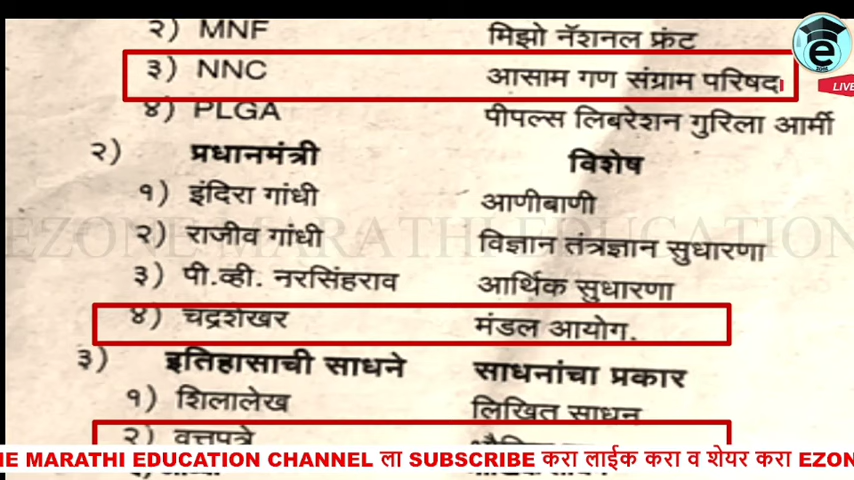 २) MNF मिझो नॅशनल फ्रंट
३) NNC आसाम गण संग्राम परिषद
LIVE
४) PLGA पीपल्स लिबरेशन गुरिला आर्मी
२) प्रधानमंत्री विशेष
१) इंदिरा गांधी आणीबाणी
EZONE MARATHI EDUCATION
२) राजीव गांधी विज्ञान तंत्रज्ञान सुधारणा
३) पी.व्ही. नरसिंहराव आर्थिक सुधारणा
४) चद्रशेखर मंडल आयोग.
३) इतिहासाची साधने साधनांचा प्रकार
१) शिलालेख लिखित साधन
२) वत्तपत्रे
NE MARATHI EDUCATION CHANNEL ला SUBSCRIBE करा लाईक करा व शेयर करा EZON